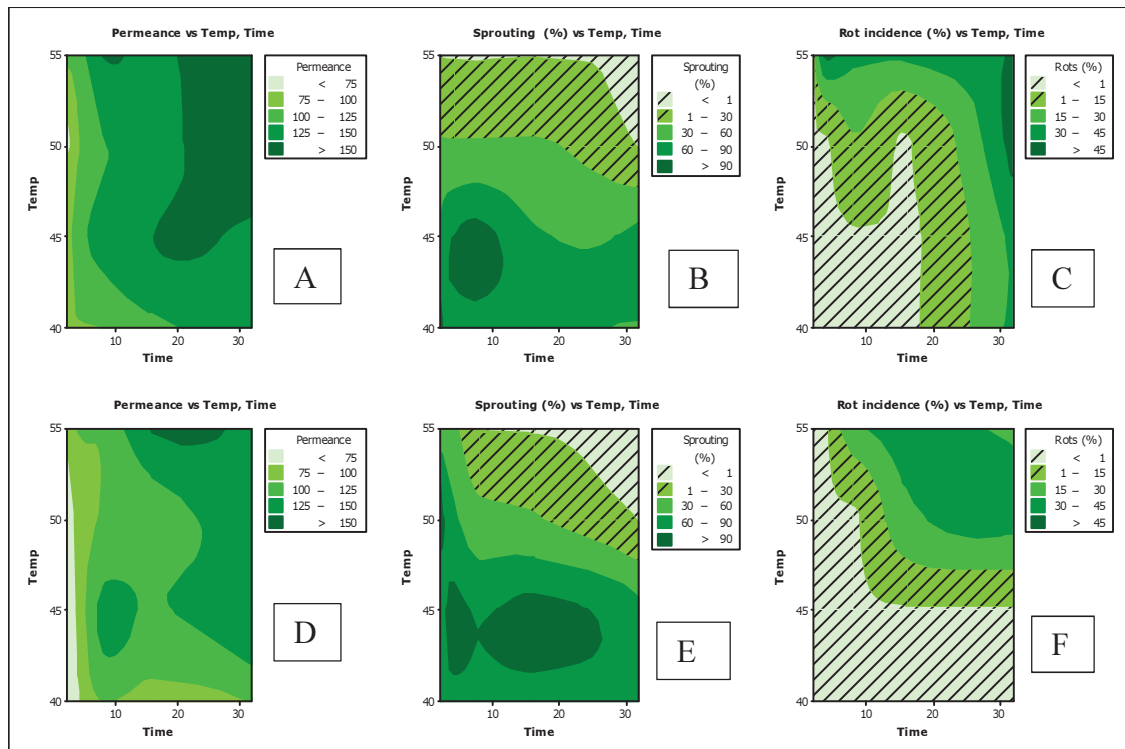 Permeance vs Temp, Time
55
50
45
40
Temp
10 20 30
Time
Permeance
< 75
75 – 100
100 – 125
125 – 150
> 150
A
Sprouting (%) vs Temp, Time
55
50
45
40
Temp
10 20 30
Time
Sprouting
(%)
< 1
1 – 30
30 – 60
60 – 90
> 90
B
Rot incidence (%) vs Temp, Time
55
50
45
40
Temp
10 20 30
Time
Rots (%)
< 1
1 – 15
15 – 30
30 – 45
> 45
C
Permeance vs Temp, Time
55
50
45
40
Temp
10 20 30
Time
Permeance
< 75
75 – 100
100 – 125
125 – 150
> 150
D
Sprouting (%) vs Temp, Time
55
50
45
40
Temp
10 20 30
Time
Sprouting
(%)
< 1
1 – 30
30 – 60
60 – 90
> 90
E
Rot incidence (%) vs Temp, Time
55
50
45
40
Temp
10 20 30
Time
Rots (%)
< 1
1 – 15
15 – 30
30 – 45
> 45
F